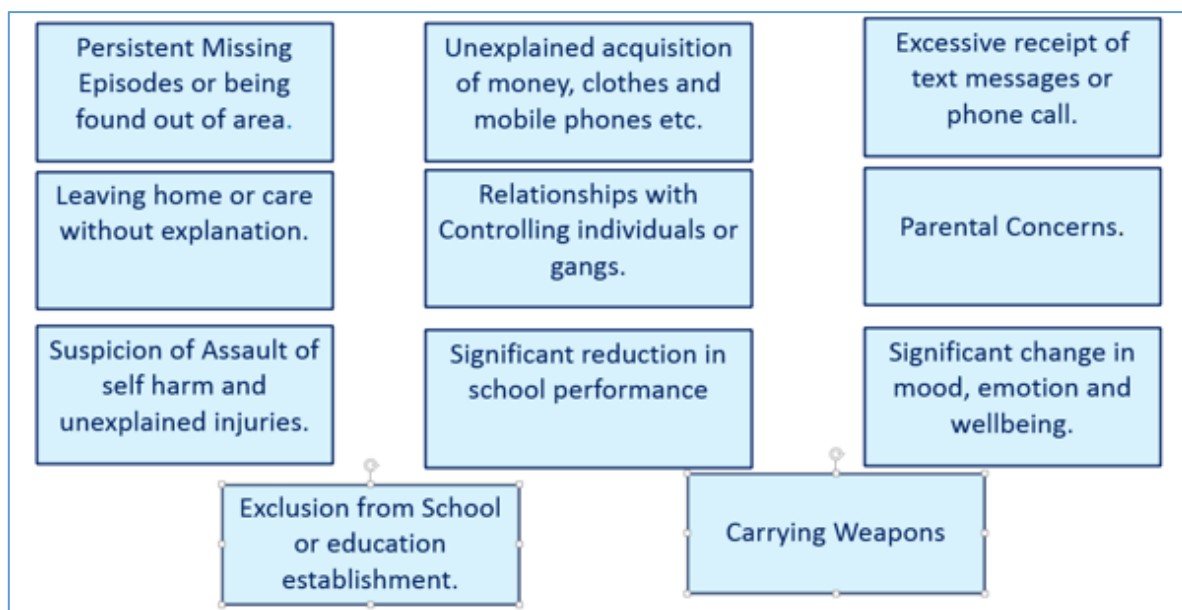 Persistent Missing
Episodes or being
found out of area.
Unexplained acquisition
of money, clothes and
mobile phones etc.
Excessive receipt of
text messages or
phone call.
Leaving home or care
without explanation.
Relationships with
Controlling individuals or
gangs.
Parental Concerns.
Suspicion of Assault of
self harm and
unexplained injuries.
Significant reduction in
school performance
Significant change in
mood, emotion and
wellbeing.
Exclusion from School
or education
establishment.
Carrying Weapons